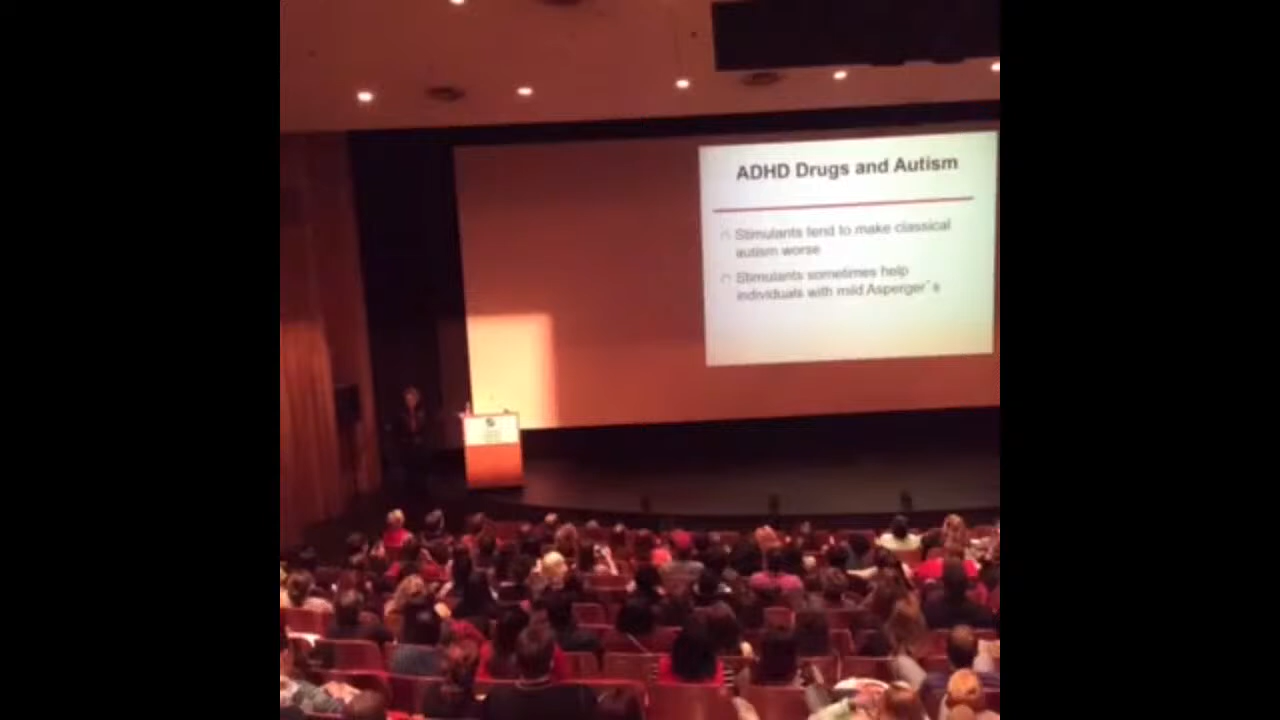 ADHD Drugs and Autism
Stimulants tend to make classical
autism worse
Stimulants sometimes help
individuals with mild Asperger´s